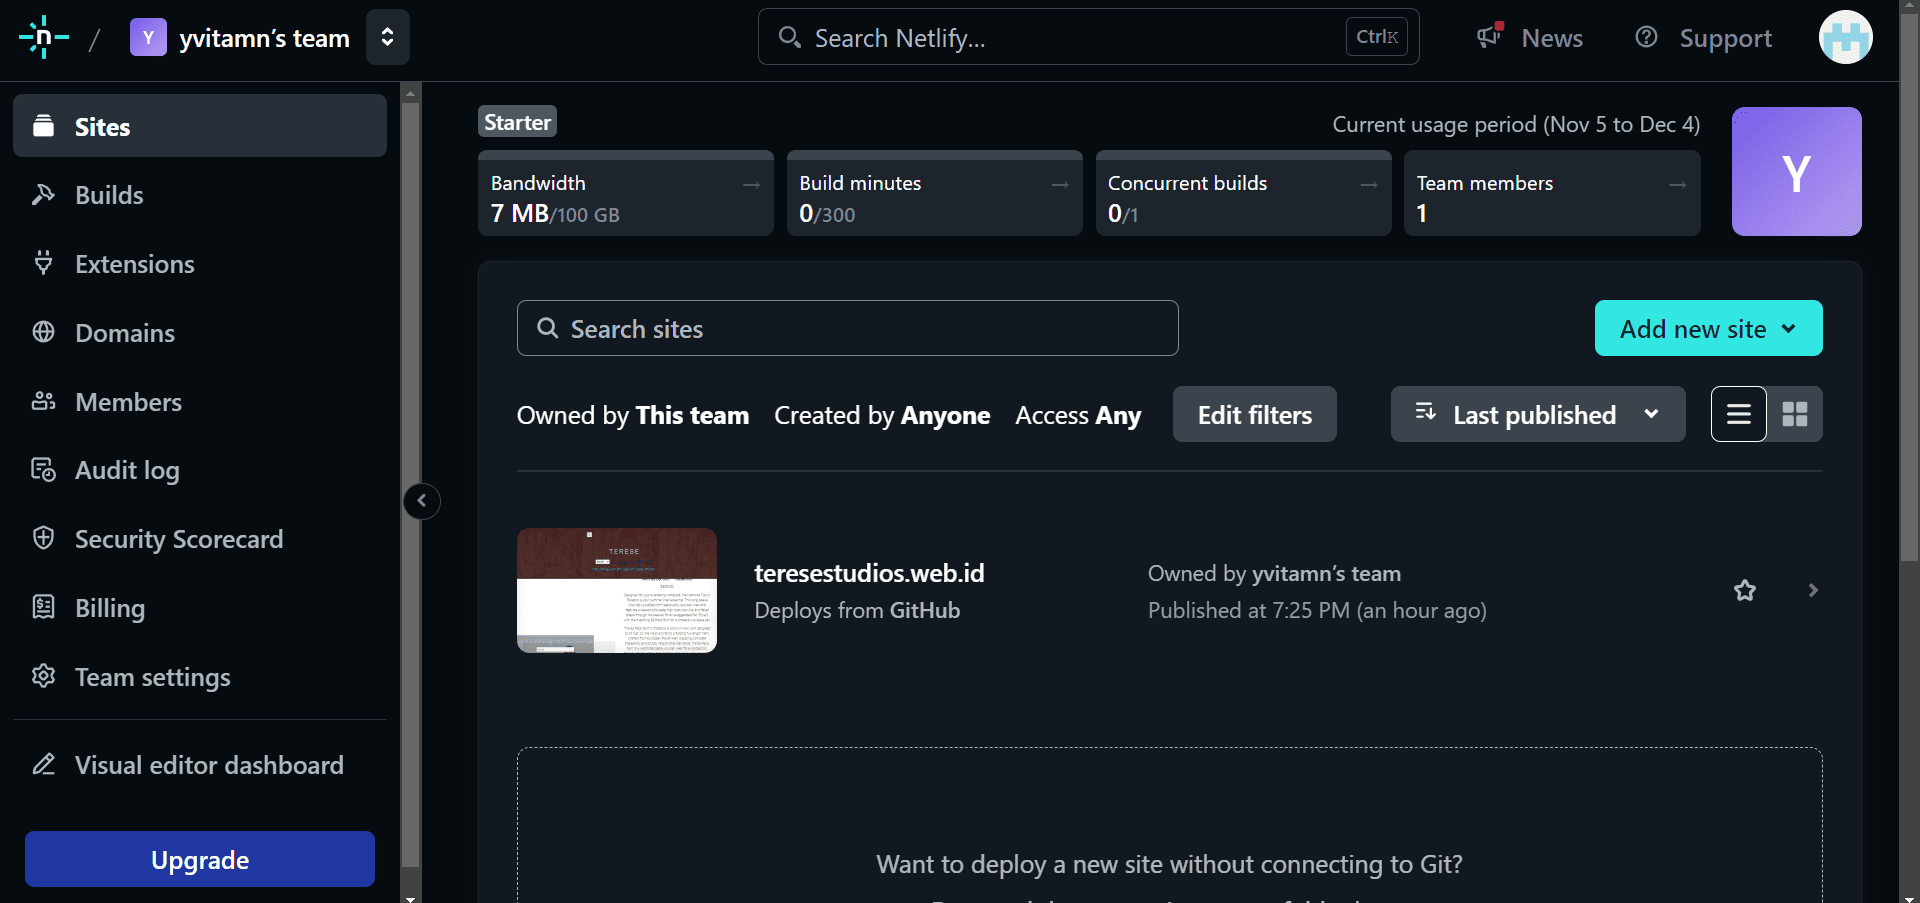 n / Y yvitamn's team
Search Netlify...
CtrlK
News
Support
Sites
Builds
Extensions
Domains
Members
Audit log
Security Scorecard
Billing
Team settings
Visual editor dashboard
Upgrade
Starter
Current usage period (Nov 5 to Dec 4)
Y
Bandwidth
7 MB/100 GB
Build minutes
0/300
Concurrent builds
0/1
Team members
1
Search sites
Add new site
Owned by This team Created by Anyone Access Any
Edit filters
Last published
TERESE
teresestudios.web.id
Deploys from GitHub
Owned by yvitamn's team
Published at 7:25 PM (an hour ago)
Want to deploy a new site without connecting to Git?